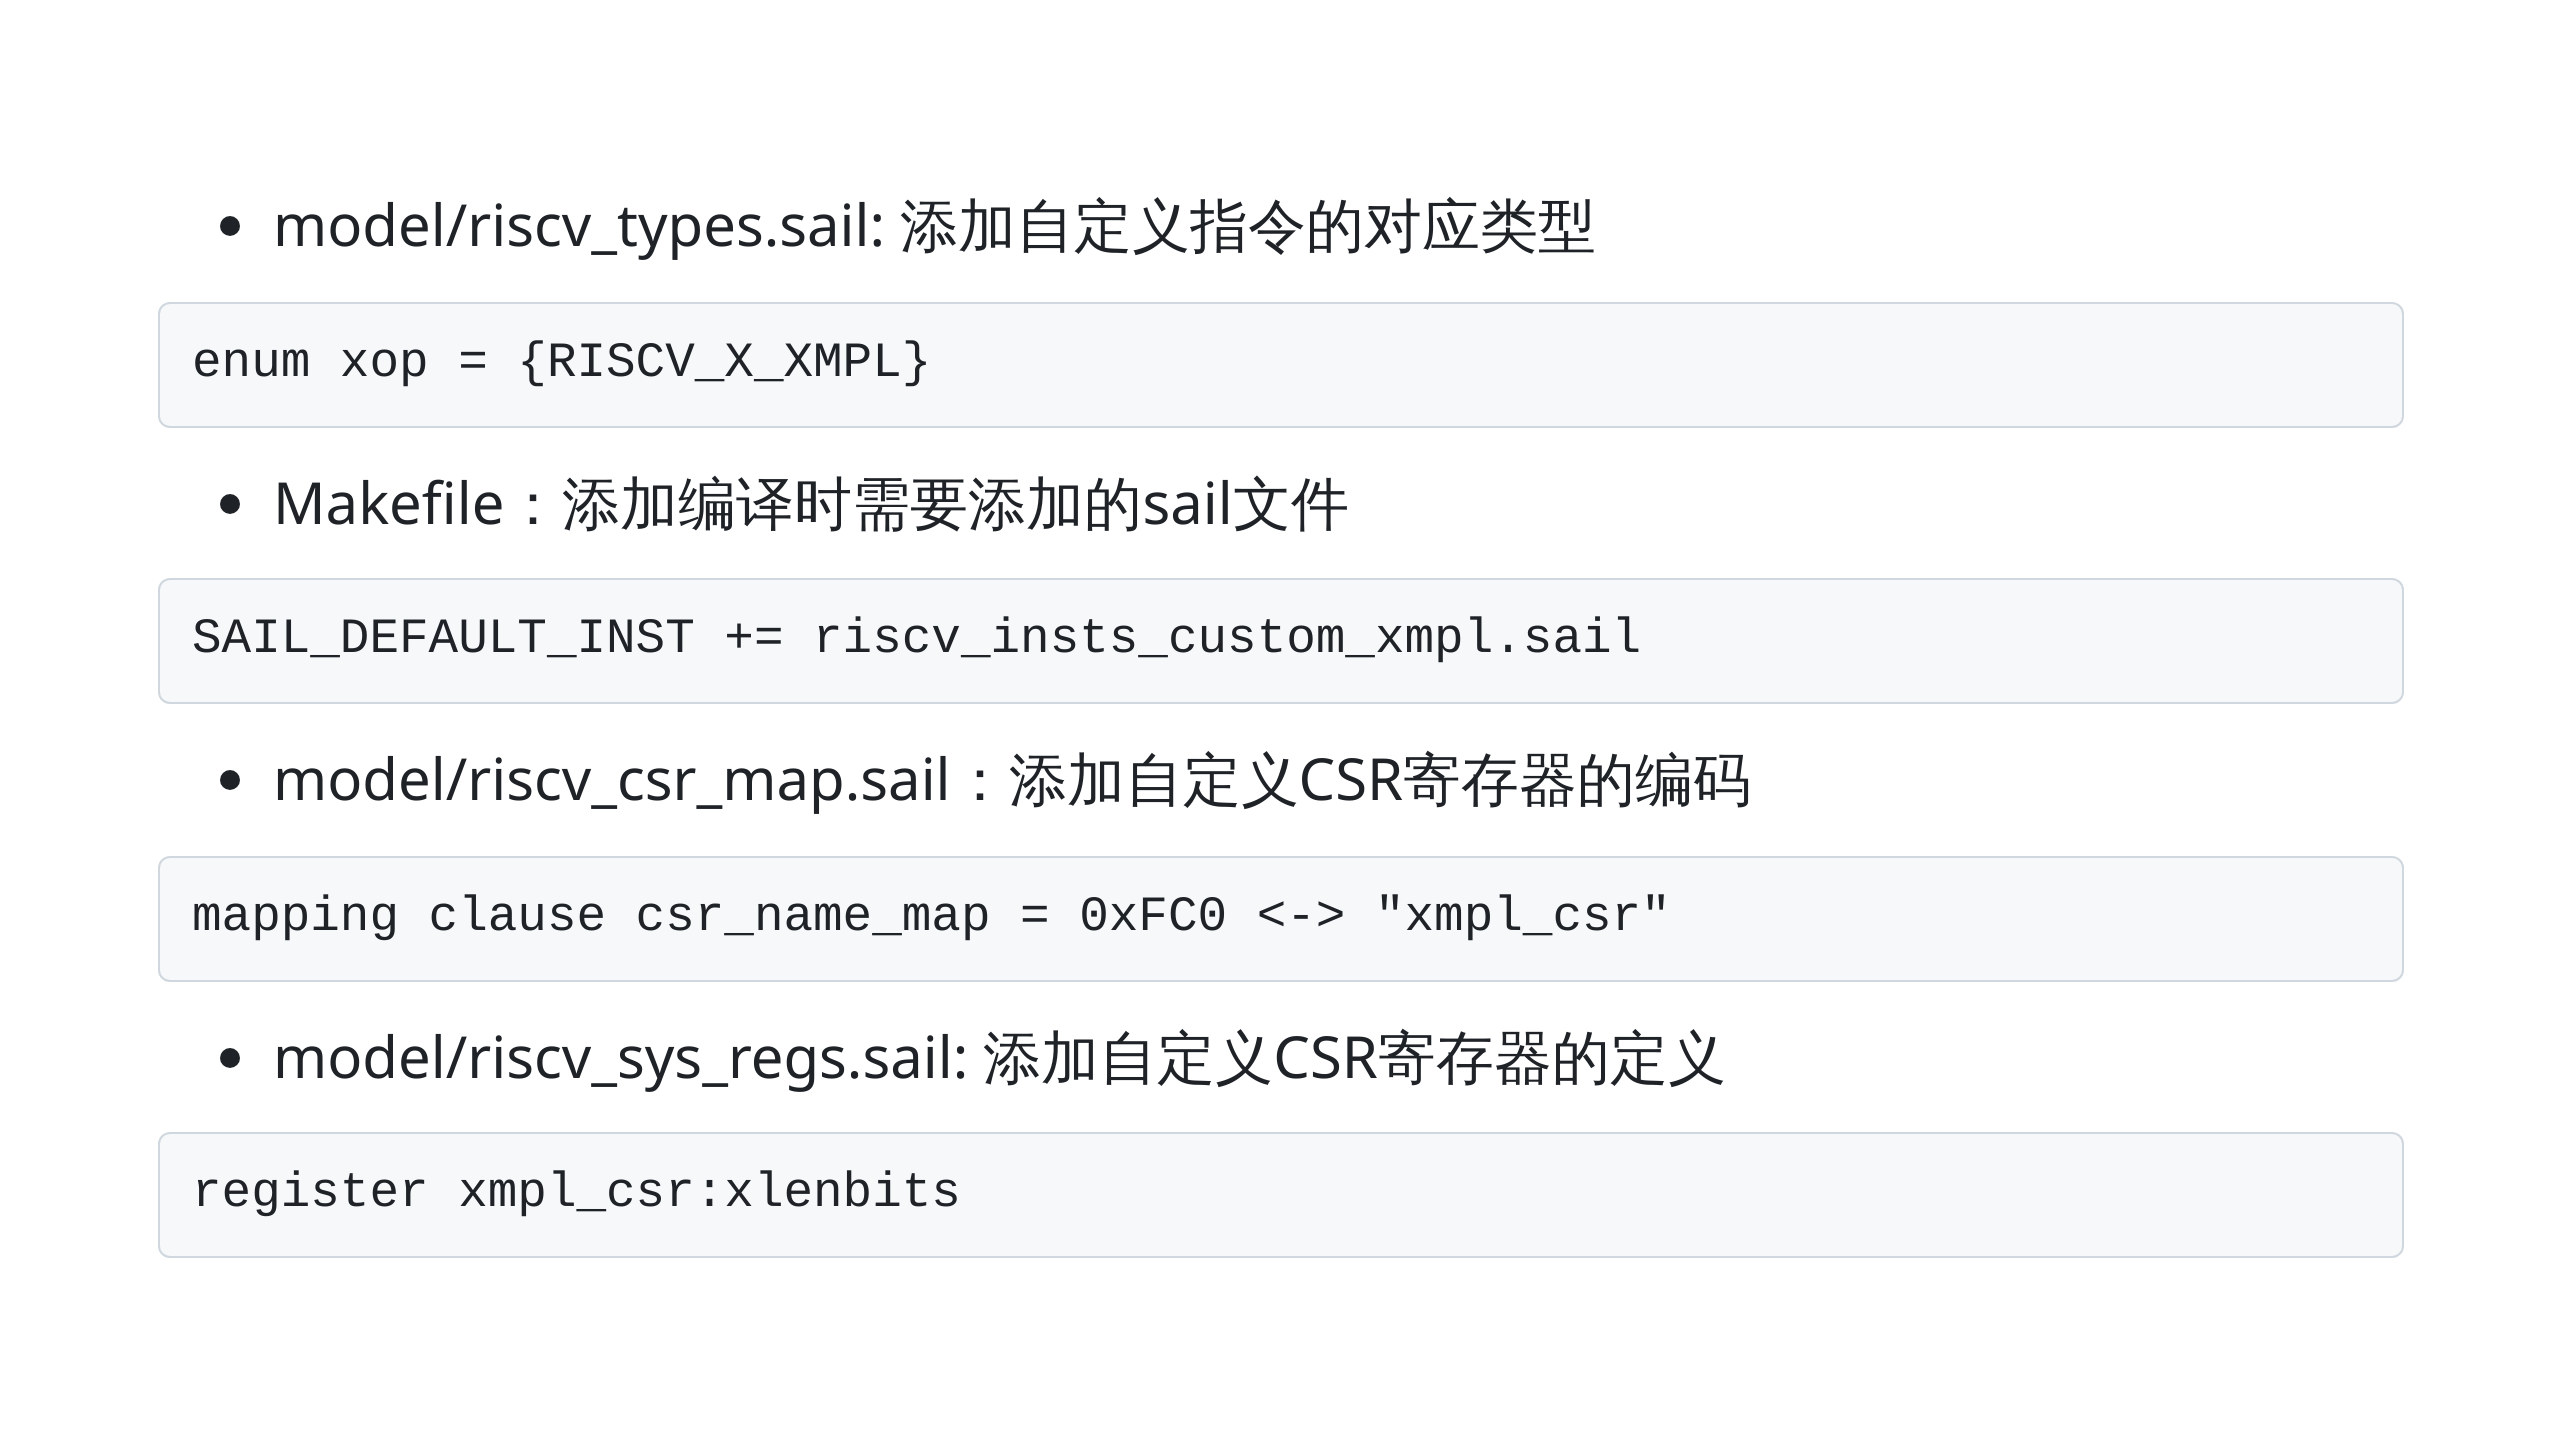 • model/riscv_types.sail: 添加自定义指令的对应类型
enum xop = {RISCV_X_XMPL}
• Makefile：添加编译时需要添加的sail文件
SAIL_DEFAULT_INST += riscv_insts_custom_xmpl.sail
• model/riscv_csr_map.sail：添加自定义CSR寄存器的编码
mapping clause csr_name_map = 0xFC0 <-> "xmpl_csr"
• model/riscv_sys_regs.sail: 添加自定义CSR寄存器的定义
register xmpl_csr:xlenbits